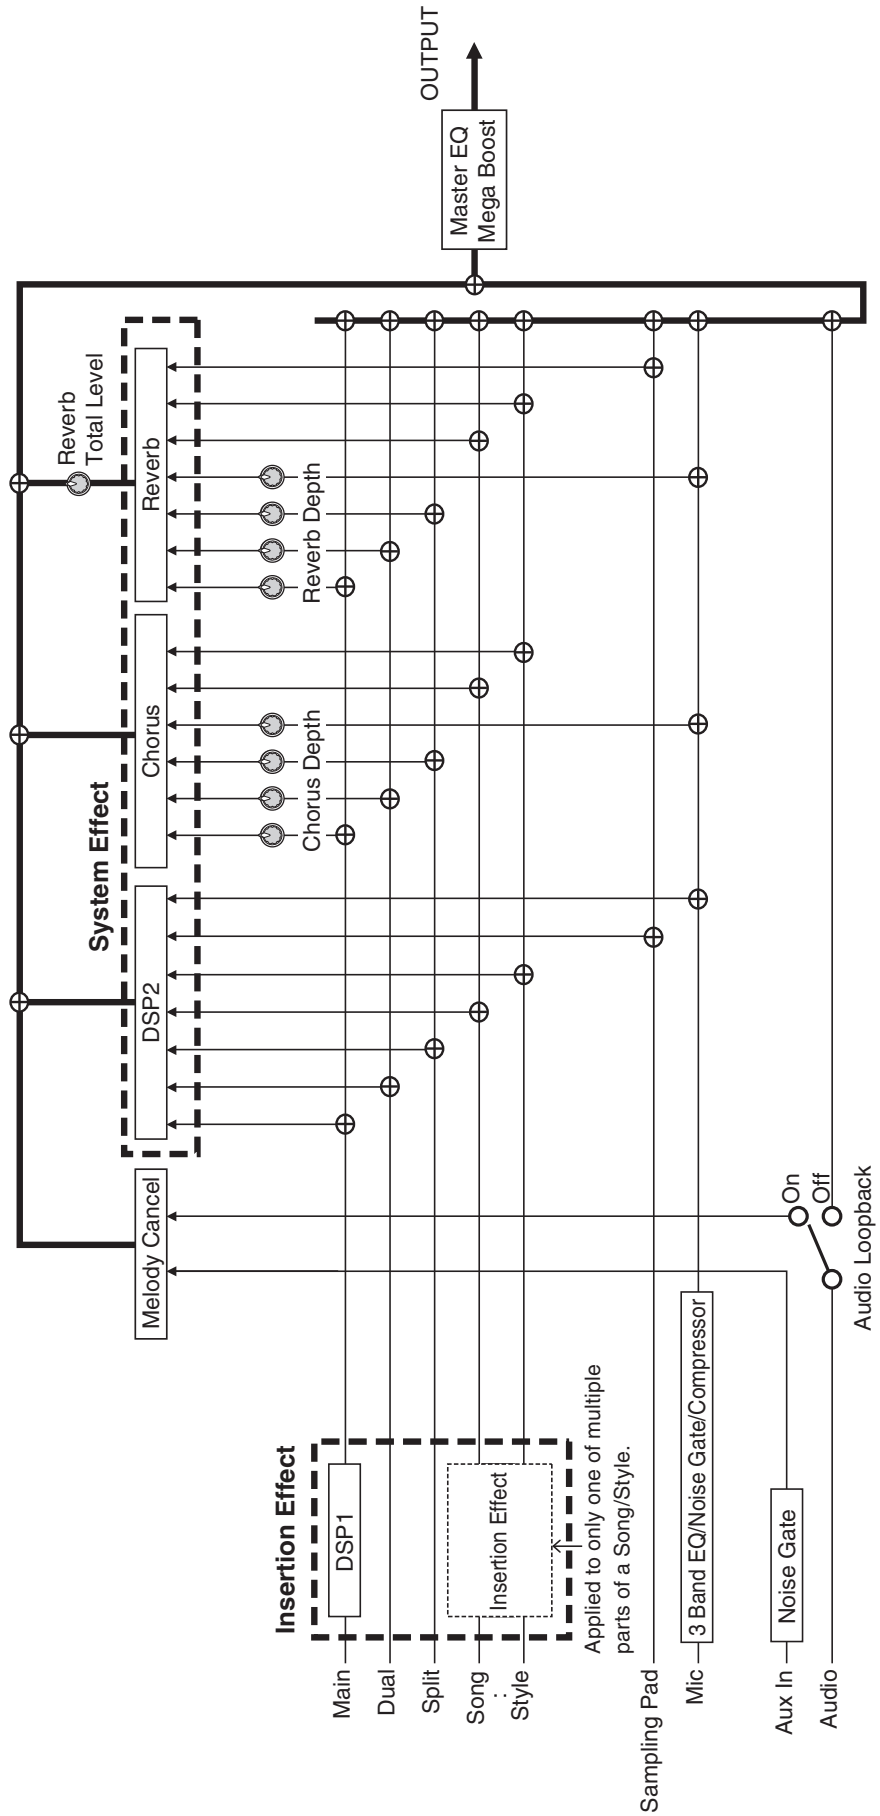 System Effect
Reverb
Total Level
OUTPUT
Master EQ
Mega Boost
Melody Cancel
DSP2
Chorus
Reverb
Chorus Depth
Reverb Depth
Insertion Effect
DSP1
Insertion Effect
Applied to only one of multiple
parts of a Song/Style.
Main
Dual
Split
Song
:
Style
Sampling Pad
Mic
3 Band EQ/Noise Gate/Compressor
Aux In
Noise Gate
Audio
On
Off
Audio Loopback